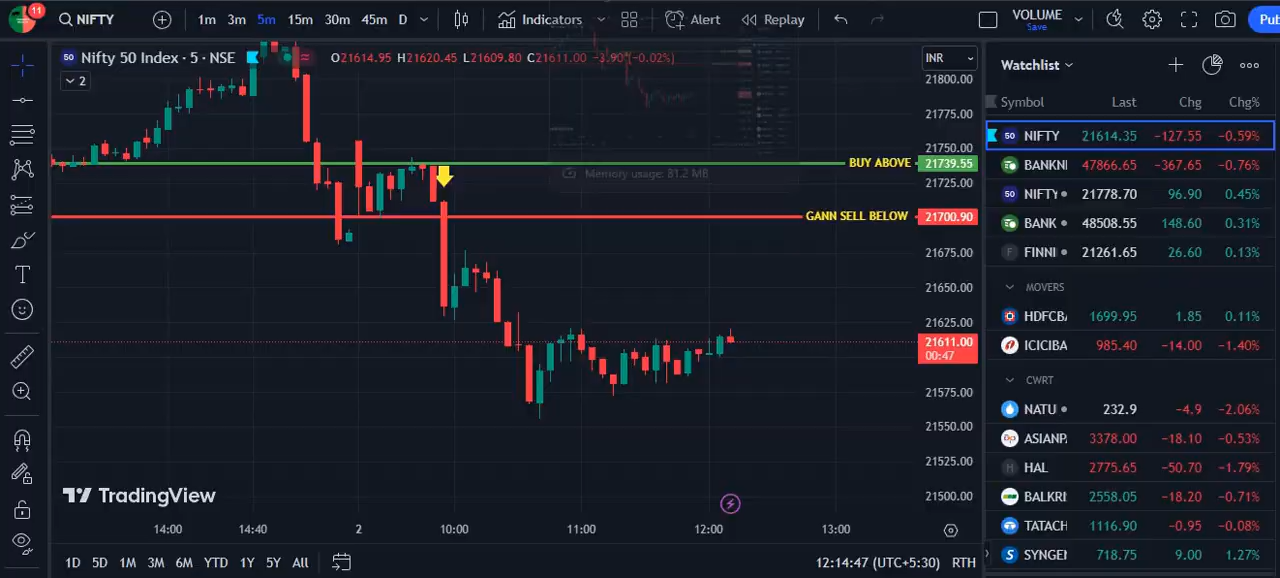 11
NIFTY
1m 3m 5m 15m 30m 45m D
Indicators
Alert
Replay
VOLUME
Save
Pub
50 Nifty 50 Index · 5 · NSE
O21614.95 H21620.45 L21609.80 C21611.00 −3.90 (−0.02%)
2
INR
21800.00
21775.00
21750.00
BUY ABOVE 21739.55
21725.00
GANN SELL BELOW 21700.90
21675.00
21650.00
21625.00
21611.00
00:47
21575.00
21550.00
21525.00
21500.00
Memory usage: 81.2 MB
TradingView
14:00 14:40 2 10:00 11:00 12:00 13:00
1D 5D 1M 3M 6M YTD 1Y 5Y All
12:14:47 (UTC+5:30) RTH
Watchlist
Symbol Last Chg Chg%
50 NIFTY 21614.35 −127.55 −0.59%
BANKNI 47866.65 −367.65 −0.76%
50 NIFTY 21778.70 96.90 0.45%
BANK 48508.55 148.60 0.31%
F FINNI 21261.65 26.60 0.13%
MOVERS
HDFCBA 1699.95 1.85 0.11%
ICICIBA 985.40 −14.00 −1.40%
CWRT
NATU 232.9 −4.9 −2.06%
ASIANPA 3378.00 −18.10 −0.53%
H HAL 2775.65 −50.70 −1.79%
BALKRI 2558.05 −18.20 −0.71%
TATACH 1116.90 −0.95 −0.08%
S SYNGEN 718.75 9.00 1.27%